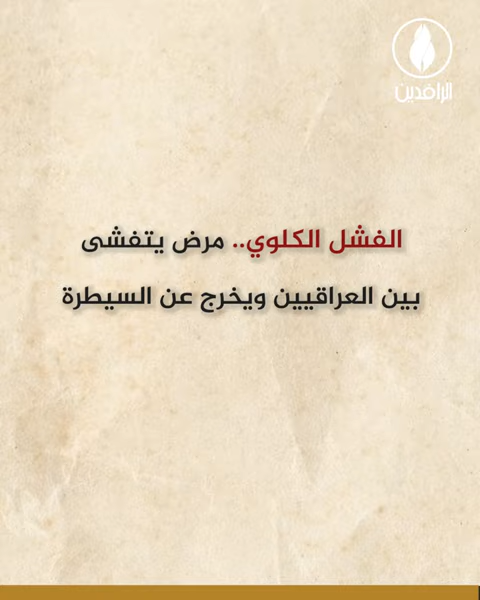 الرافدين
الفشل الكلوي.. مرض يتفشى
بين العراقيين ويخرج عن السيطرة